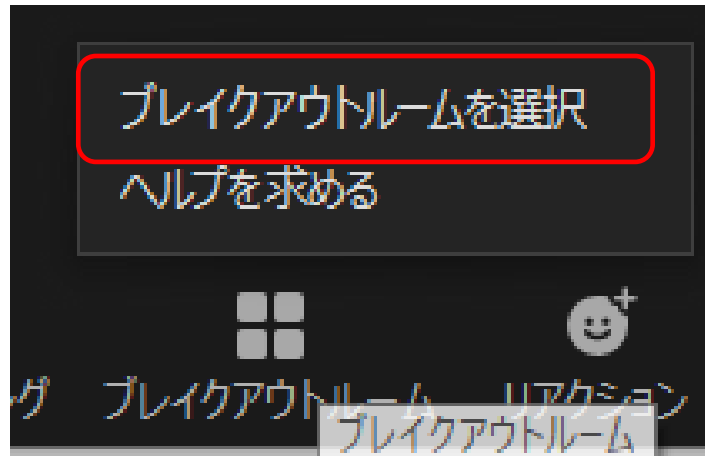 ブレイクアウトルームを選択
ヘルプを求める
グ ブレイクアウトルーム リアクション
ブレイクアウトルーム